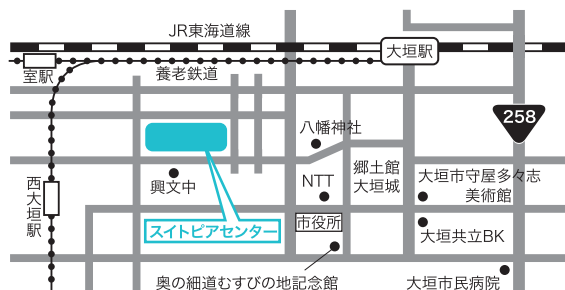 JR東海道線
大垣駅
室駅
養老鉄道
258
八幡神社
郷土館
大垣城
大垣市守屋多々志
美術館
興文中
NTT
西大垣駅
スイトピアセンター
市役所
大垣共立BK
奥の細道むすびの地記念館
大垣市民病院